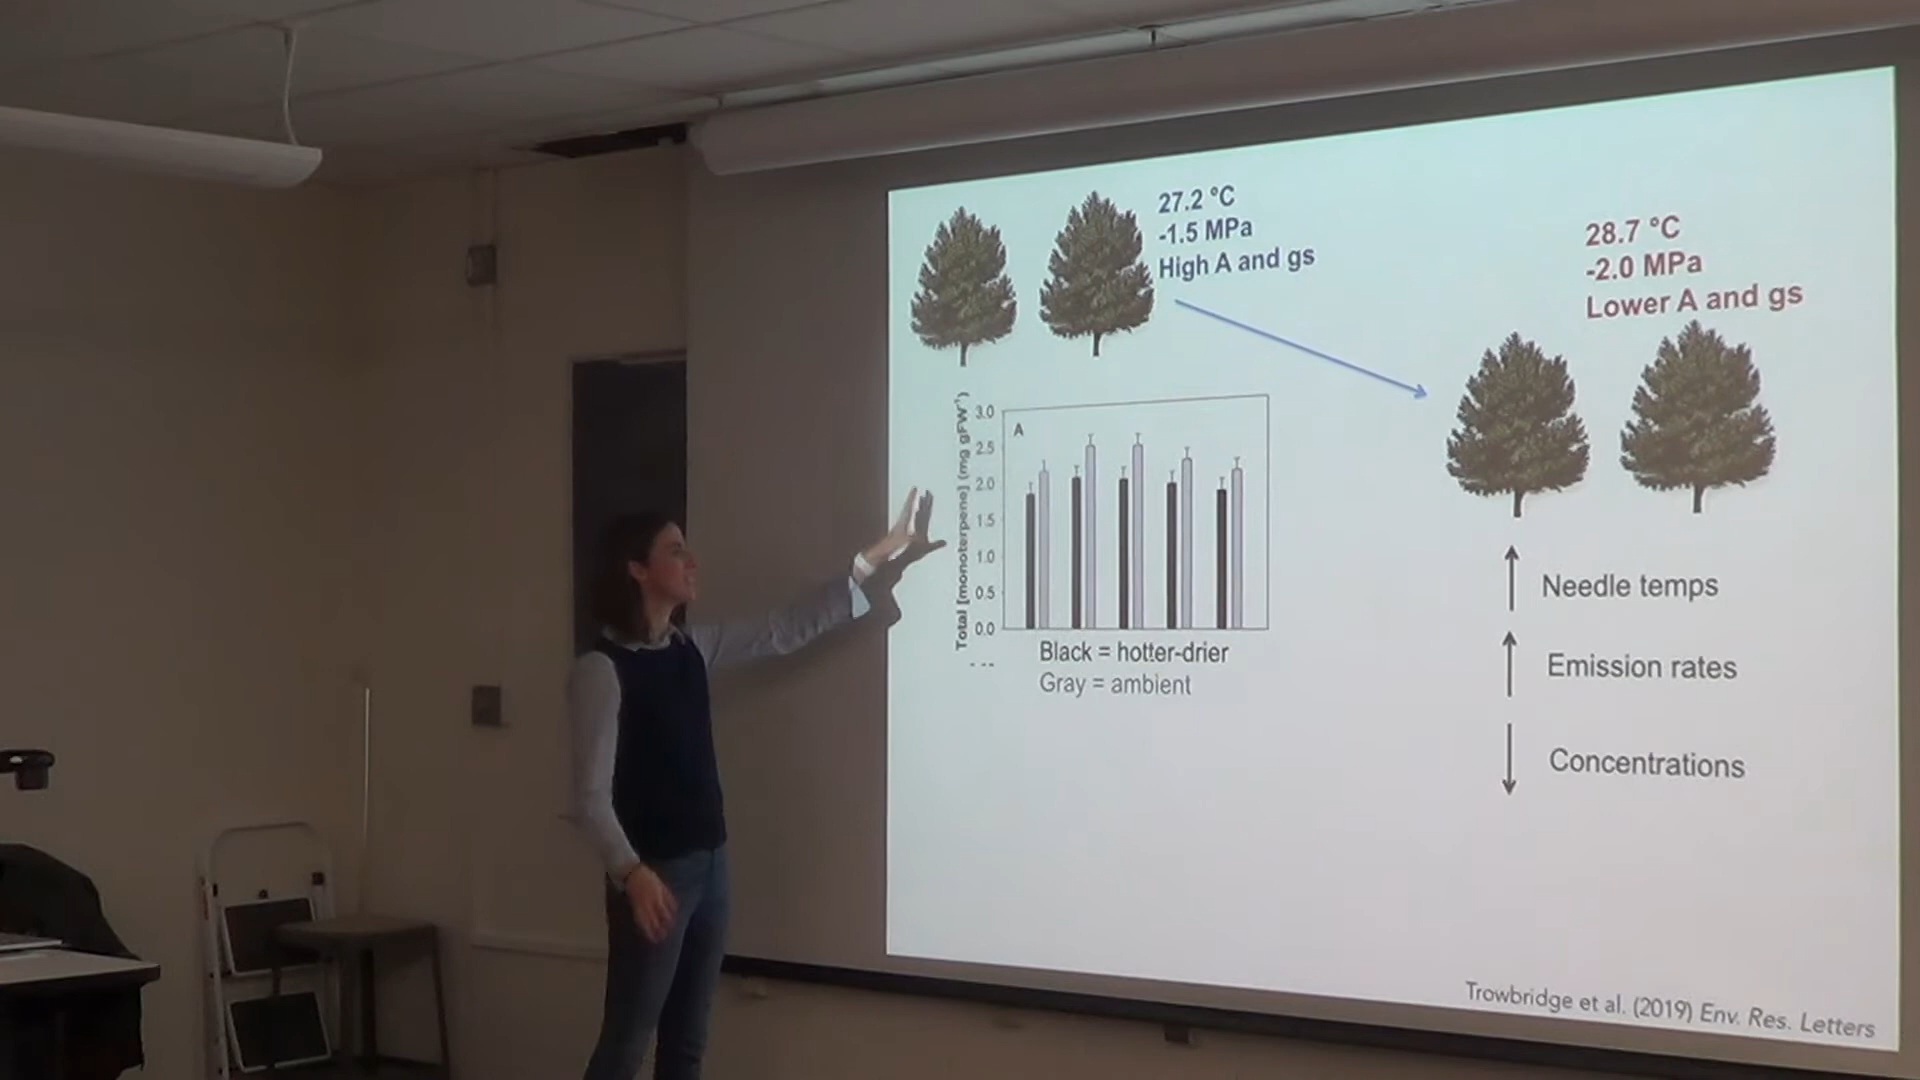 27.2 °C
-1.5 MPa
High A and gs
28.7 °C
-2.0 MPa
Lower A and gs
Total [monoterpene] (mg gFW⁻¹)
3.0
2.5
2.0
1.5
1.0
0.5
0.0
A
Black = hotter-drier
Gray = ambient
Needle temps
Emission rates
Concentrations
Trowbridge et al. (2019) Env. Res. Letters